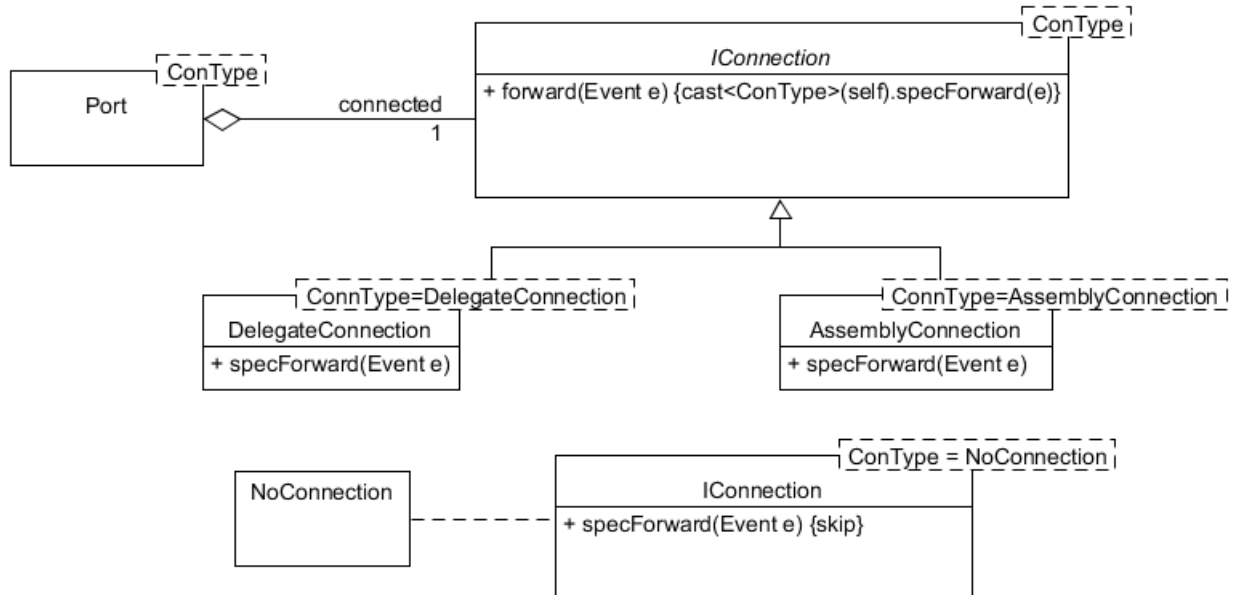 ConType
IConnection
ConType
Port
+ forward(Event e) {cast<ConType>(self).specForward(e)}
connected
1
ConnType=DelegateConnection
ConnType=AssemblyConnection
DelegateConnection
AssemblyConnection
+ specForward(Event e)
+ specForward(Event e)
ConType = NoConnection
NoConnection
IConnection
+ specForward(Event e) {skip}